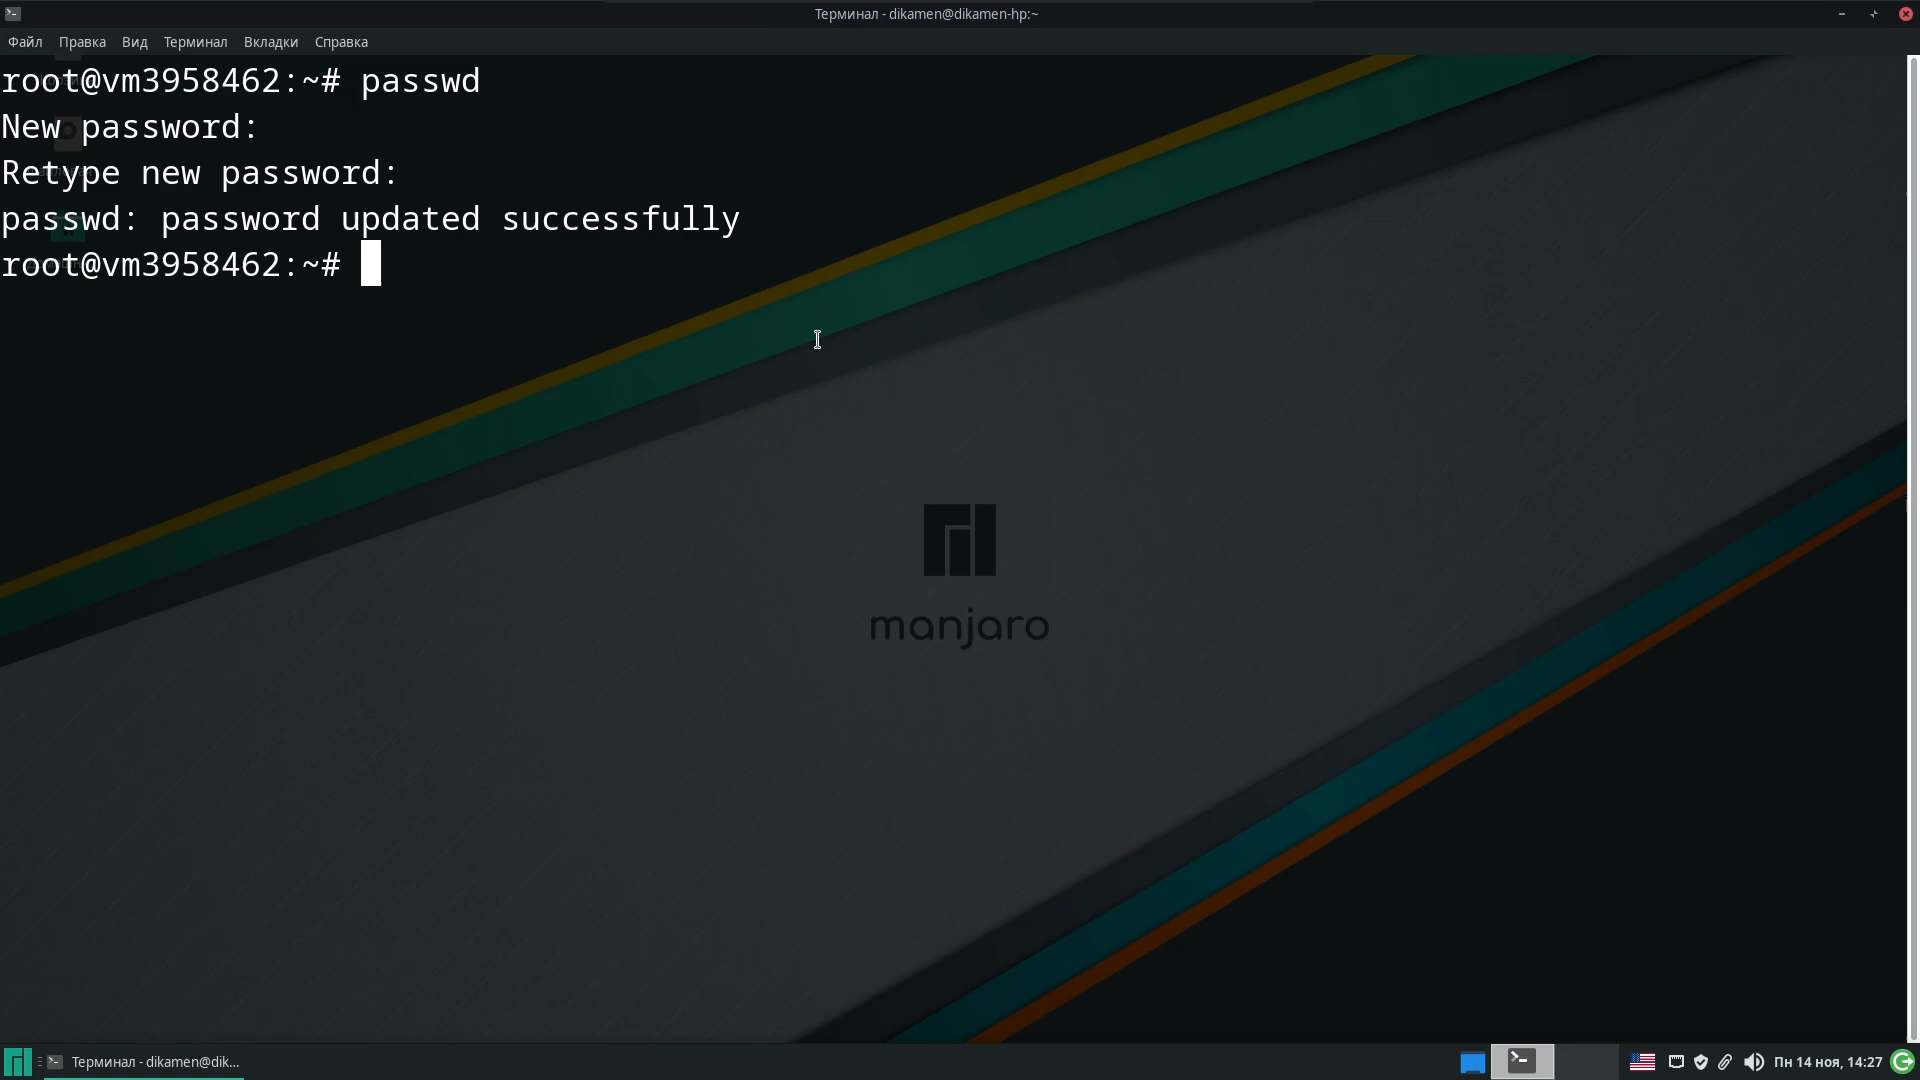 Терминал - dikamen@dikamen-hp:~
Файл Правка Вид Терминал Вкладки Справка
root@vm3958462:~# passwd
New password:
Retype new password:
passwd: password updated successfully
root@vm3958462:~#
manjaro
Терминал - dikamen@dik...
Пн 14 ноя, 14:27